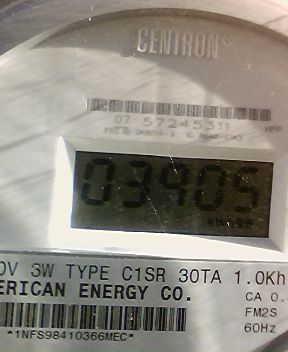 CENTRON®
07 57245311
03905
0V 3W TYPE C1SR 30TA 1.0Kh
ERICAN ENERGY CO.
CA 0.
FM2S
60Hz
*1NFS98410366MEC*